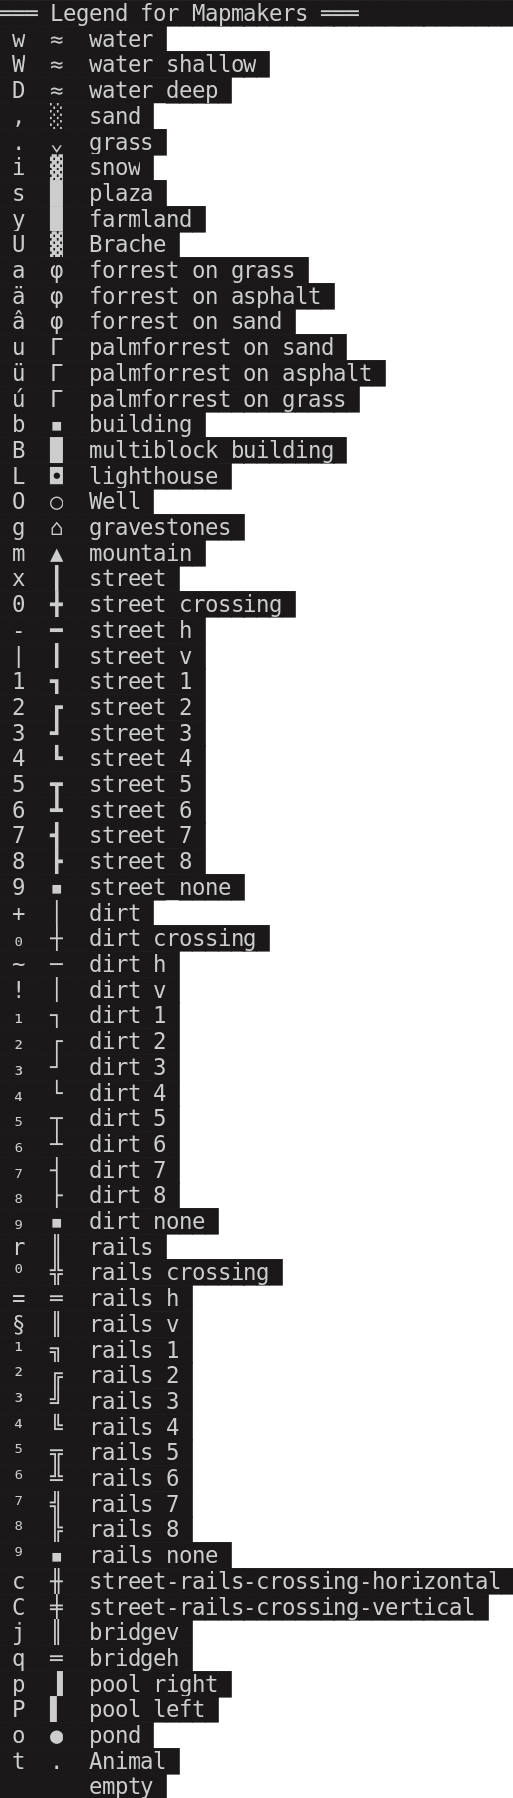 ═══ Legend for Mapmakers ═══
w ≈ water
W ≈ water shallow
D ≈ water deep
, ░ sand
. ⌄ grass
i ▓ snow
s █ plaza
y █ farmland
U ▓ Brache
a φ forrest on grass
ä φ forrest on asphalt
â φ forrest on sand
u Γ palmforrest on sand
ü Γ palmforrest on asphalt
ú Γ palmforrest on grass
b ▪ building
B █ multiblock building
L ◘ lighthouse
O ○ Well
g ⌂ gravestones
m ▲ mountain
x ┃ street
0 ╋ street crossing
- ━ street h
| ┃ street v
1 ┓ street 1
2 ┏ street 2
3 ┛ street 3
4 ┗ street 4
5 ┳ street 5
6 ┻ street 6
7 ┫ street 7
8 ┣ street 8
9 ▪ street none
+ │ dirt
₀ ┼ dirt crossing
~ ─ dirt h
! │ dirt v
₁ ┐ dirt 1
₂ ┌ dirt 2
₃ ┘ dirt 3
₄ └ dirt 4
₅ ┬ dirt 5
₆ ┴ dirt 6
₇ ┤ dirt 7
₈ ├ dirt 8
₉ ▪ dirt none
r ║ rails
⁰ ╬ rails crossing
= ═ rails h
§ ║ rails v
¹ ╗ rails 1
² ╔ rails 2
³ ╝ rails 3
⁴ ╚ rails 4
⁵ ╦ rails 5
⁶ ╩ rails 6
⁷ ╣ rails 7
⁸ ╠ rails 8
⁹ ▪ rails none
c ╫ street-rails-crossing-horizontal
C ╪ street-rails-crossing-vertical
j ║ bridgev
q ═ bridgeh
p ▐ pool right
P ▌ pool left
o ● pond
t . Animal
empty